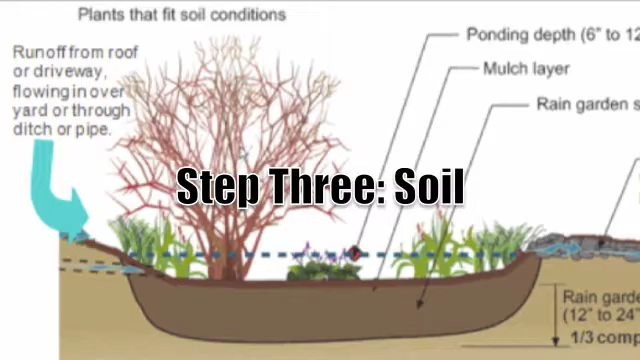 Plants that fit soil conditions
Runoff from roof
or driveway,
flowing in over
yard or through
ditch or pipe.
Ponding depth (6" to 12
Mulch layer
Rain garden s
Step Three: Soil
Rain garde
(12" to 24"
1/3 comp